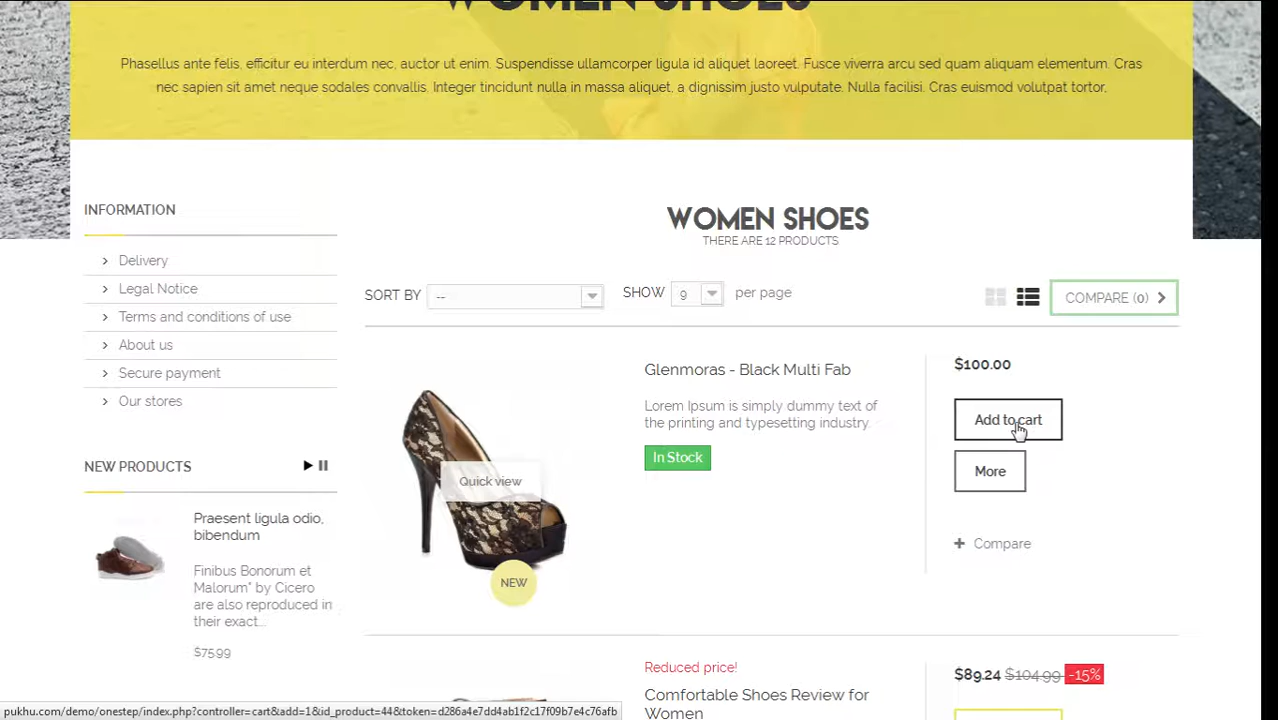 WOMEN SHOES
Phasellus ante felis, efficitur eu interdum nec, auctor ut enim. Suspendisse ullamcorper ligula id aliquet laoreet. Fusce viverra arcu sed quam aliquam elementum. Cras
nec sapien sit amet neque sodales convallis. Integer tincidunt nulla in massa aliquet, a dignissim justo vulputate. Nulla facilisi. Cras euismod volutpat tortor.
INFORMATION
Delivery
Legal Notice
Terms and conditions of use
About us
Secure payment
Our stores
NEW PRODUCTS
Praesent ligula odio,
bibendum
Finibus Bonorum et
Malorum" by Cicero
are also reproduced in
their exact...
$75.99
WOMEN SHOES
THERE ARE 12 PRODUCTS
SORT BY --
SHOW 9 per page
COMPARE (0)
Quick view
NEW
Glenmoras - Black Multi Fab
Lorem Ipsum is simply dummy text of
the printing and typesetting industry.
In Stock
$100.00
Add to cart
More
+ Compare
Reduced price!
Comfortable Shoes Review for
Women
$89.24 $104.99 -15%
pukhu.com/demo/onestep/index.php?controller=cart&add=1&id_product=44&token=d286a4e7dd4ab1f2c17f09b7e4c76afb